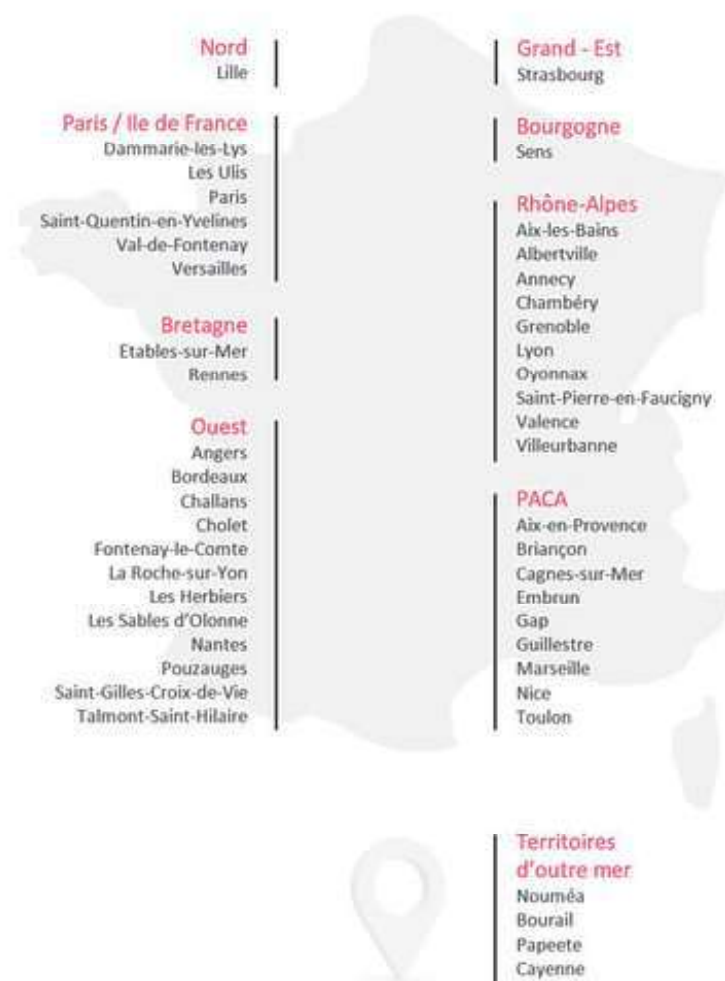 Nord
Lille
Paris / Ile de France
Dammarie-les-Lys
Les Ulis
Paris
Saint-Quentin-en-Yvelines
Val-de-Fontenay
Versailles
Bretagne
Etables-sur-Mer
Rennes
Ouest
Angers
Bordeaux
Challans
Cholet
Fontenay-le-Comte
La Roche-sur-Yon
Les Herbiers
Les Sables d'Olonne
Nantes
Pouzauges
Saint-Gilles-Croix-de-Vie
Talmont-Saint-Hilaire
Grand - Est
Strasbourg
Bourgogne
Sens
Rhône-Alpes
Aix-les-Bains
Albertville
Annecy
Chambéry
Grenoble
Lyon
Oyonnax
Saint-Pierre-en-Faucigny
Valence
Villeurbanne
PACA
Aix-en-Provence
Briançon
Cagnes-sur-Mer
Embrun
Gap
Guillestre
Marseille
Nice
Toulon
Territoires
d'outre mer
Nouméa
Bourail
Papeete
Cayenne